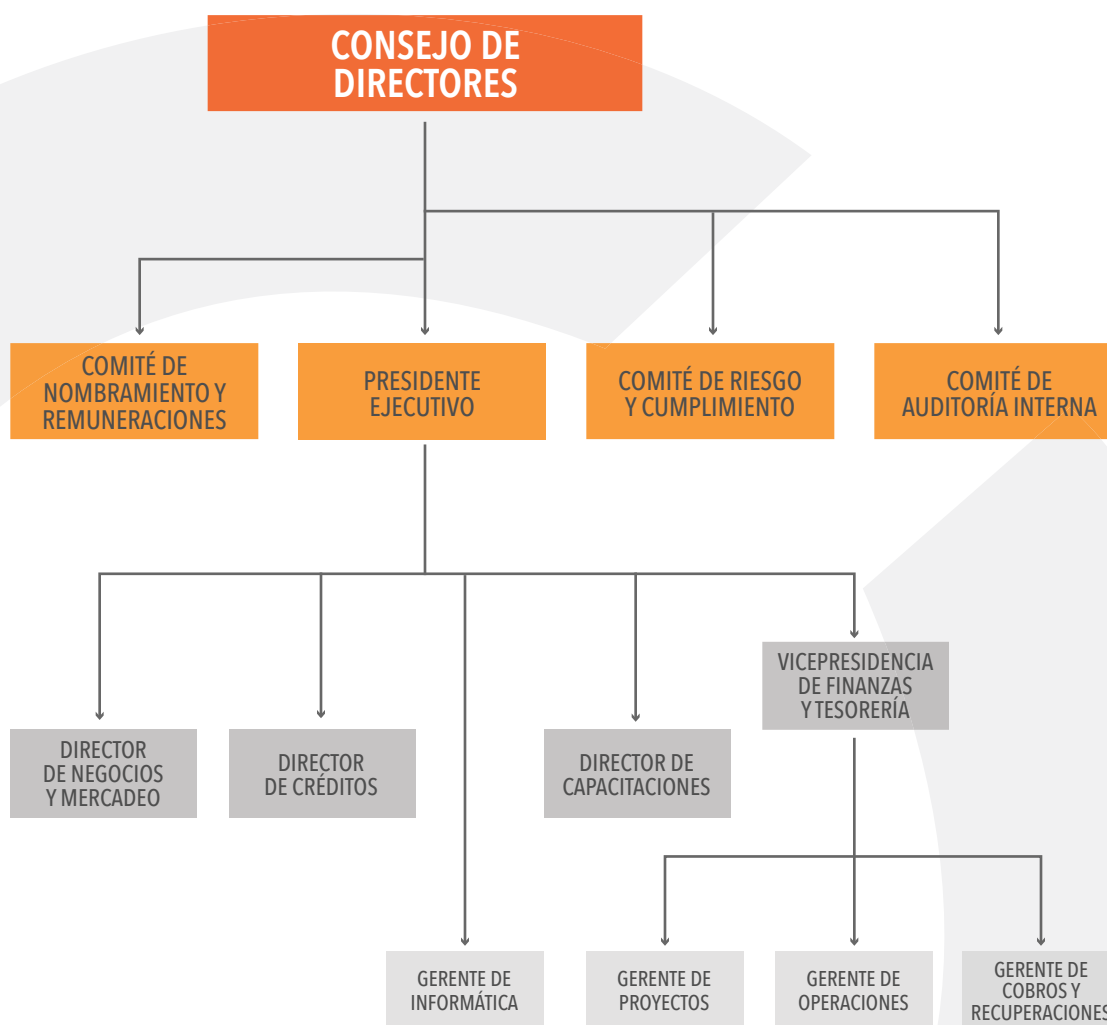 CONSEJO DE
DIRECTORES
COMITÉ DE
NOMBRAMIENTO Y
REMUNERACIONES
PRESIDENTE
EJECUTIVO
COMITÉ DE RIESGO
Y CUMPLIMIENTO
COMITÉ DE
AUDITORÍA INTERNA
VICEPRESIDENCIA
DE FINANZAS
Y TESORERÍA
DIRECTOR
DE NEGOCIOS
Y MERCADEO
DIRECTOR
DE CRÉDITOS
DIRECTOR DE
CAPACITACIONES
GERENTE DE
INFORMÁTICA
GERENTE DE
PROYECTOS
GERENTE DE
OPERACIONES
GERENTE DE
COBROS Y
RECUPERACIONES